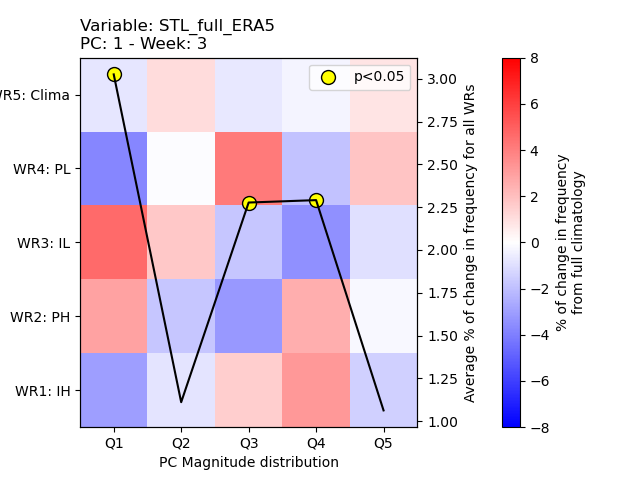 Variable: STL_full_ERA5
PC: 1 - Week: 3
p<0.05
WR5: Clima
WR4: PL
WR3: IL
WR2: PH
WR1: IH
Q1 Q2 Q3 Q4 Q5
PC Magnitude distribution
3.00
2.75
2.50
2.25
2.00
1.75
1.50
1.25
1.00
Average % of change in frequency for all WRs
8
6
4
2
0
−2
−4
−6
−8
% of change in frequency
from full climatology